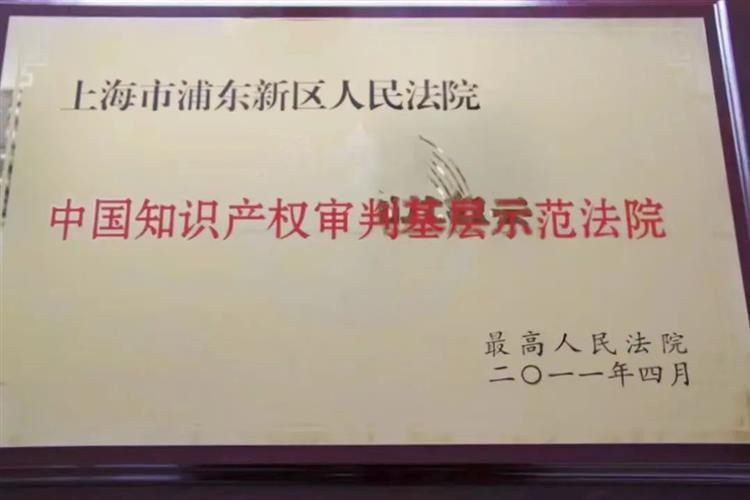 上海市浦东新区人民法院
中国知识产权审判基层示范法院
最高人民法院
二〇一一年四月